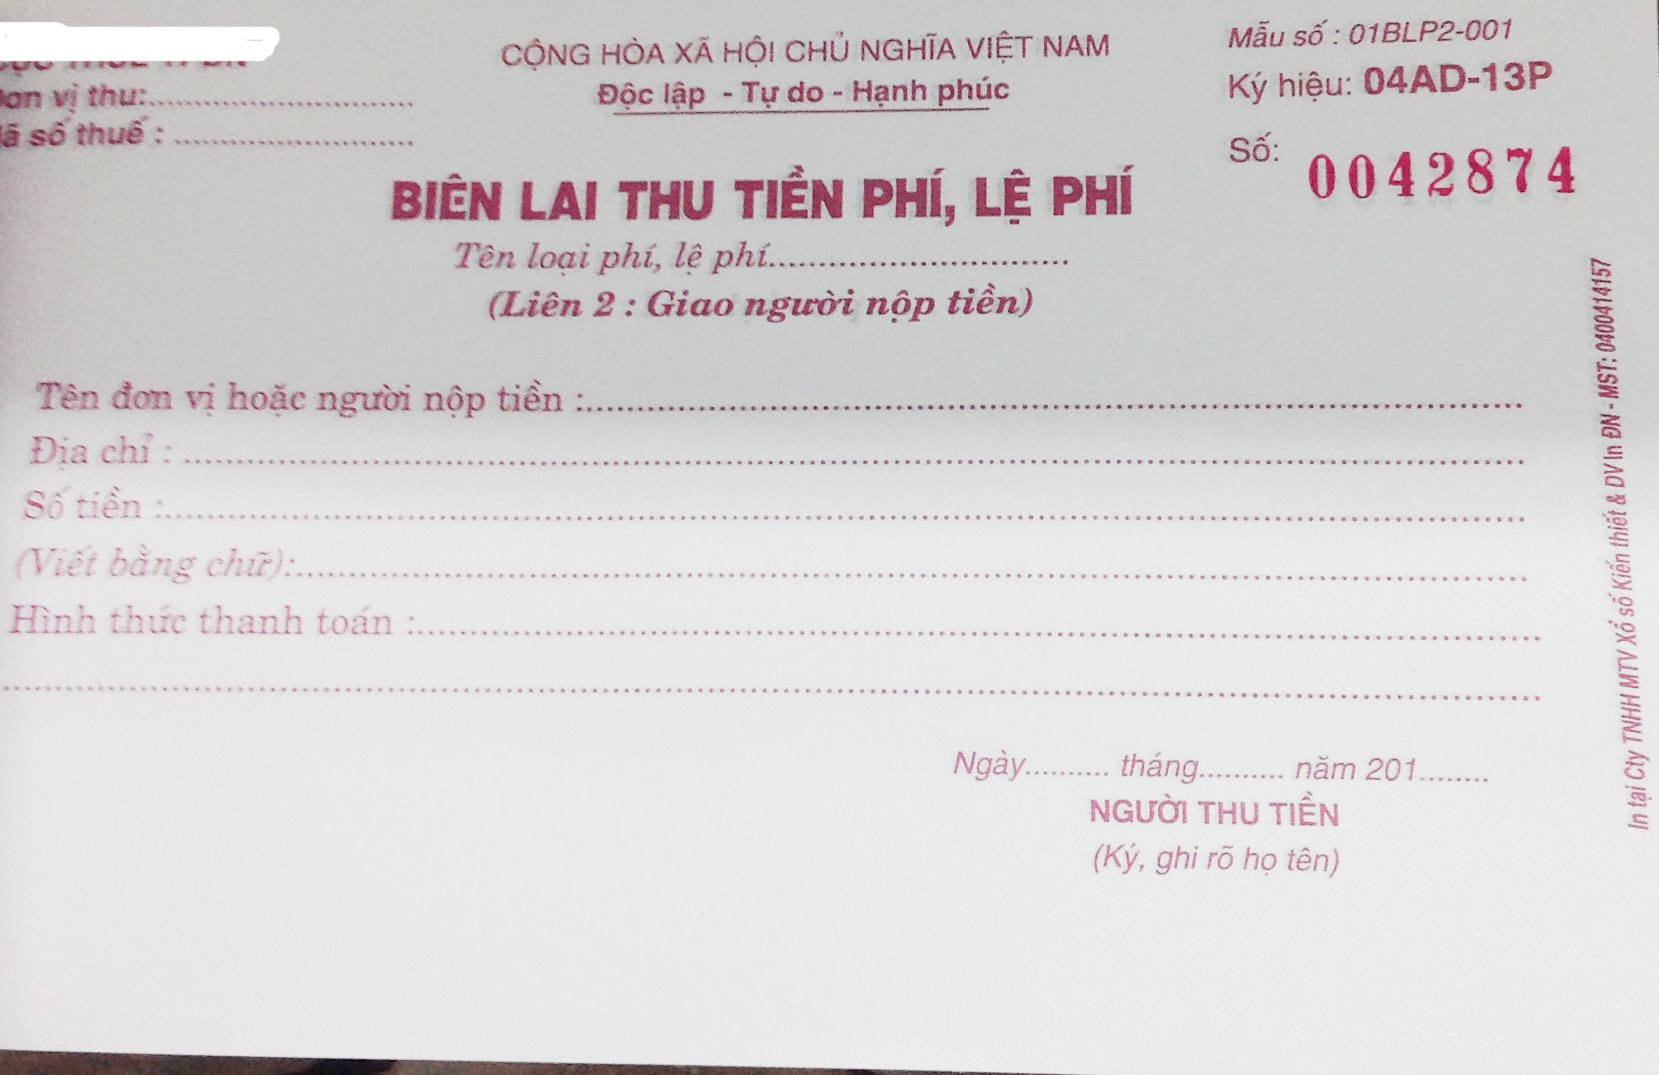 CỘNG HÒA XÃ HỘI CHỦ NGHĨA VIỆT NAM
Độc lập - Tự do - Hạnh phúc
Mẫu số : 01BLP2-001
Ký hiệu: 04AD-13P
Số: 0042874
vị thu:
số thuế :
BIÊN LAI THU TIỀN PHÍ, LỆ PHÍ
Tên loại phí, lệ phí
(Liên 2 : Giao người nộp tiền)
Tên đơn vị hoặc người nộp tiền :
Địa chỉ :
Số tiền :
(Viết bằng chữ):
Hình thức thanh toán :
Ngày.......... tháng.......... năm 201........
NGƯỜI THU TIỀN
(Ký, ghi rõ họ tên)
In tại Cty TNHH MTV Xổ số Kiến thiết & DV In ĐN - MST: 0400414157